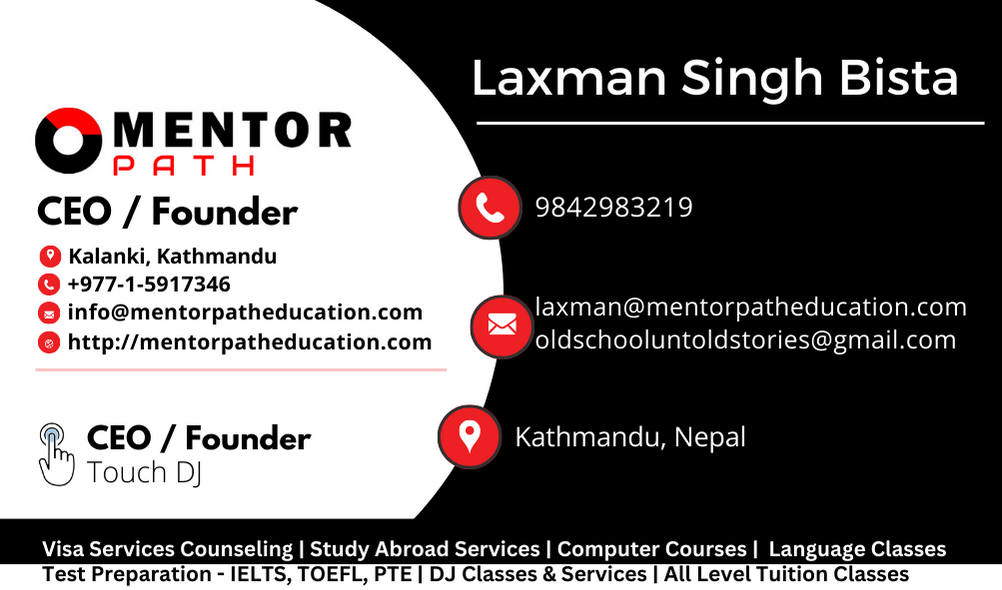 MENTOR
PATH
CEO / Founder
Kalanki, Kathmandu
+977-1-5917346
info@mentorpatheducation.com
http://mentorpatheducation.com
CEO / Founder
Touch DJ
Laxman Singh Bista
9842983219
laxman@mentorpatheducation.com
oldschooluntoldstories@gmail.com
Kathmandu, Nepal
Visa Services Counseling | Study Abroad Services | Computer Courses | Language Classes
Test Preparation - IELTS, TOEFL, PTE | DJ Classes & Services | All Level Tuition Classes